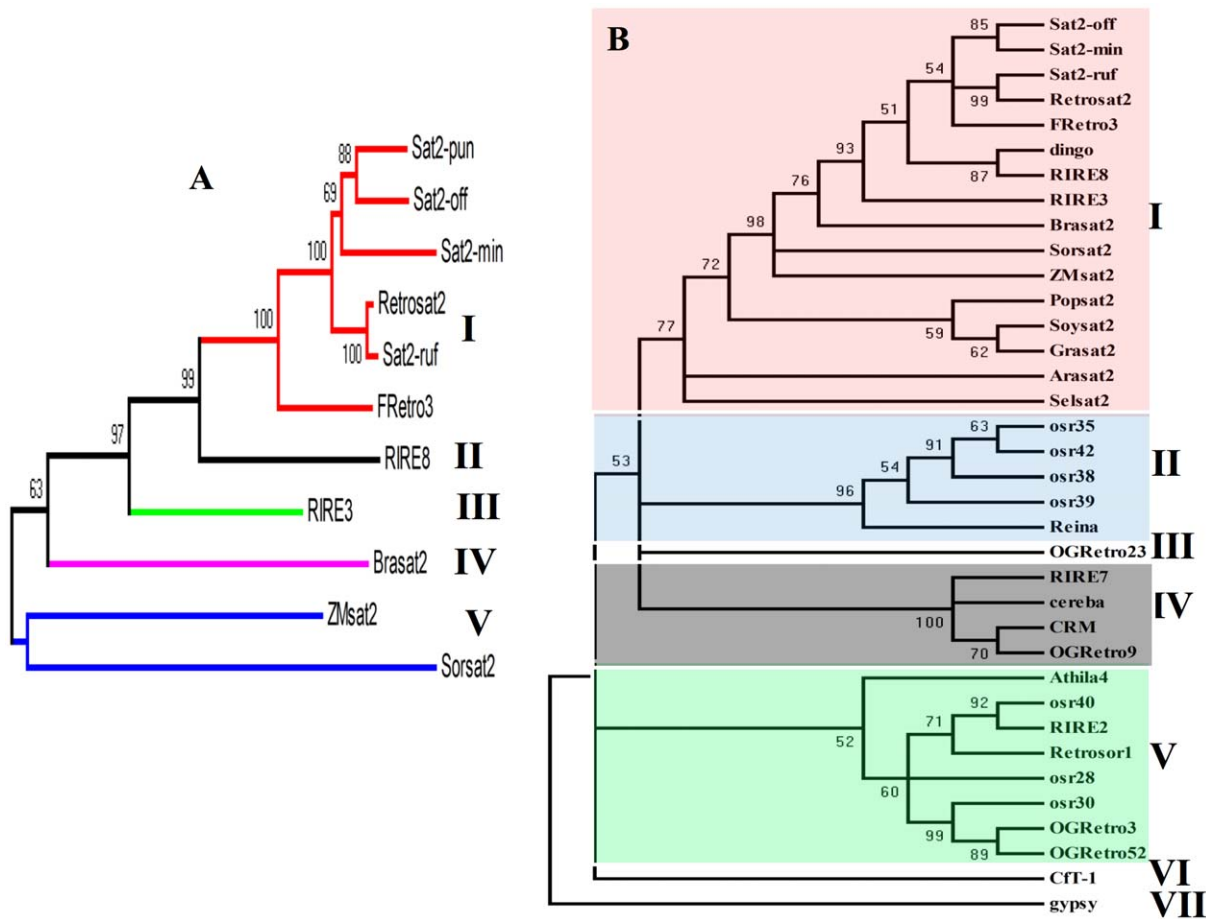 A
88
Sat2-pun
69
Sat2-off
100
Sat2-min
Retrosat2
I
100
100
Sat2-ruf
99
FRetro3
97
RIRE8
II
63
RIRE3
III
Brasat2
IV
ZMsat2
V
Sorsat2
B
85
Sat2-off
Sat2-min
54
Sat2-ruf
99
Retrosat2
51
FRetro3
93
dingo
87
RIRE8
76
RIRE3
I
98
Brasat2
Sorsat2
72
ZMsat2
Popsat2
77
59
Soysat2
62
Grasat2
Arasat2
Selsat2
63
osr35
91
osr42
II
53
54
osr38
96
osr39
Reina
OGRetro23
III
RIRE7
cereba
IV
100
CRM
70
OGRetro9
Athila4
92
osr40
71
RIRE2
52
Retrosor1
V
osr28
60
osr30
99
OGRetro3
89
OGRetro52
CfT-1
VI
gypsy
VII